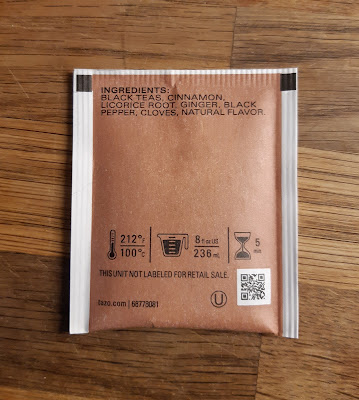 INGREDIENTS:
BLACK TEAS, CINNAMON,
LICORICE ROOT, GINGER, BLACK
PEPPER, CLOVES, NATURAL FLAVOR.
212°F
100°C
8 fl oz US
236 mL
5
min
THIS UNIT NOT LABELED FOR RETAIL SALE.
tazo.com | 66773081
U